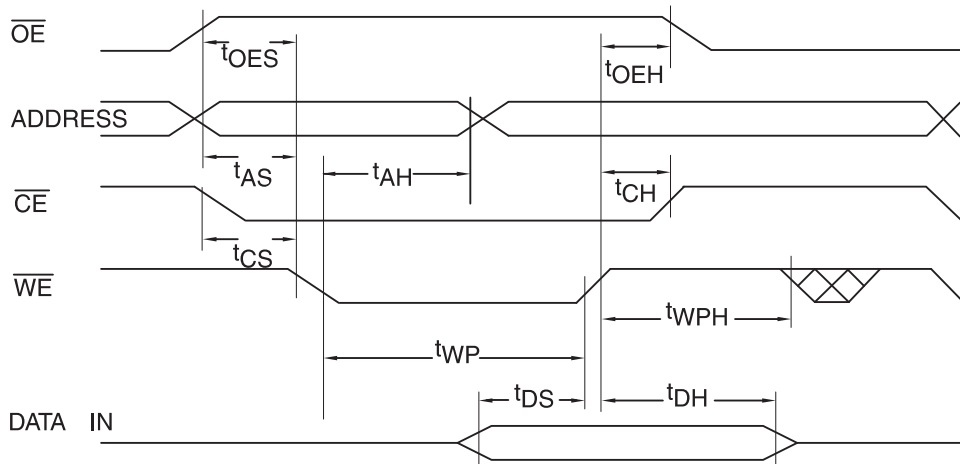 OE
tOES
tOEH
ADDRESS
tAS
tAH
tCH
CE
tCS
WE
tWPH
tWP
tDS
tDH
DATA IN